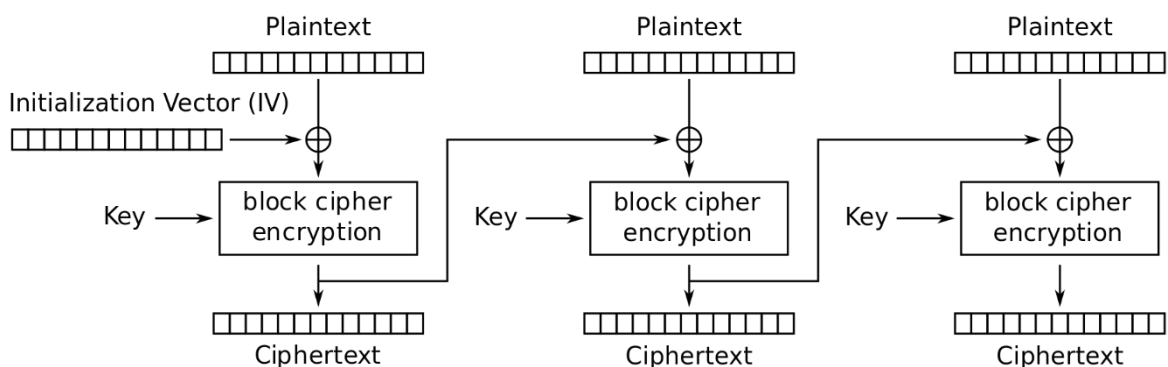 Plaintext
Plaintext
Plaintext
Initialization Vector (IV)
Key
block cipher
encryption
Key
block cipher
encryption
Key
block cipher
encryption
Ciphertext
Ciphertext
Ciphertext